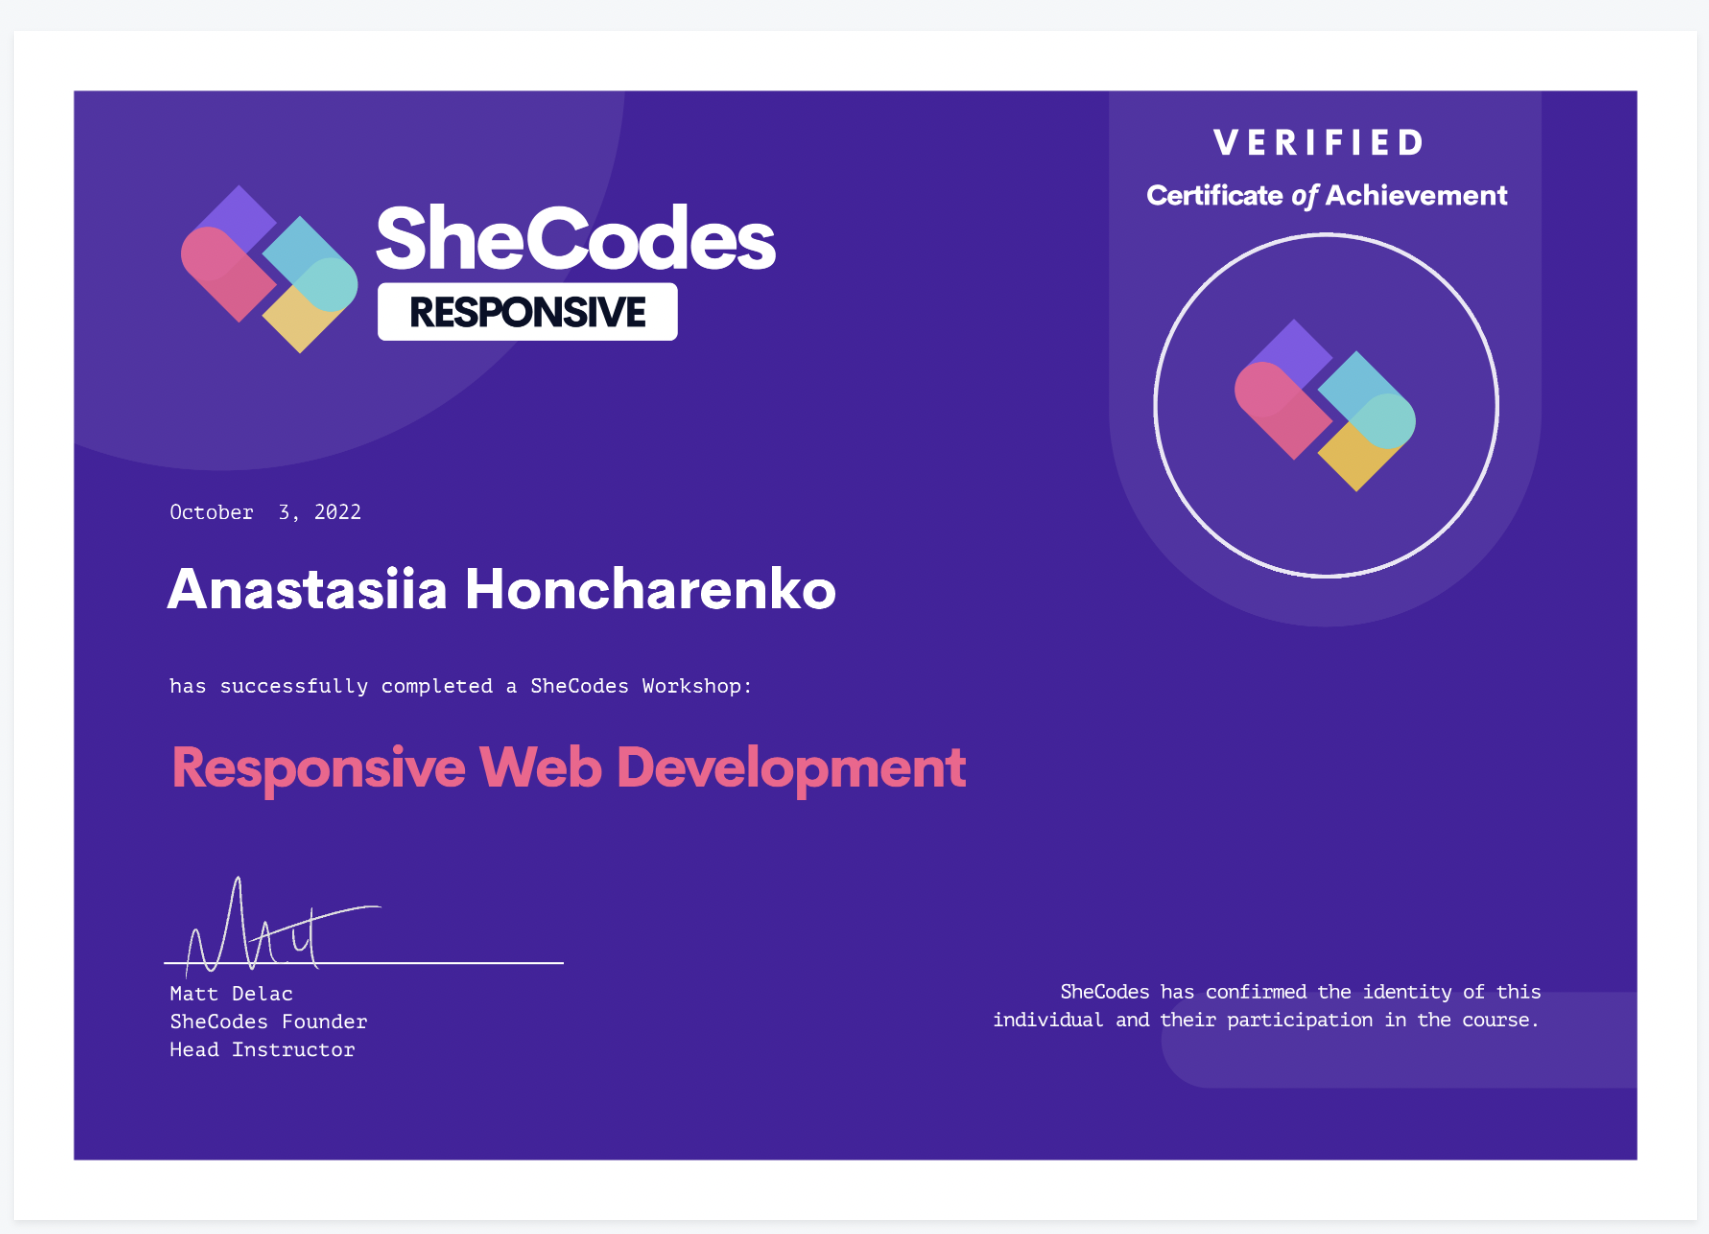 VERIFIED
Certificate of Achievement
SheCodes
RESPONSIVE
October  3, 2022
Anastasiia Honcharenko
has successfully completed a SheCodes Workshop:
Responsive Web Development
Matt Delac
SheCodes Founder
Head Instructor
SheCodes has confirmed the identity of this
individual and their participation in the course.